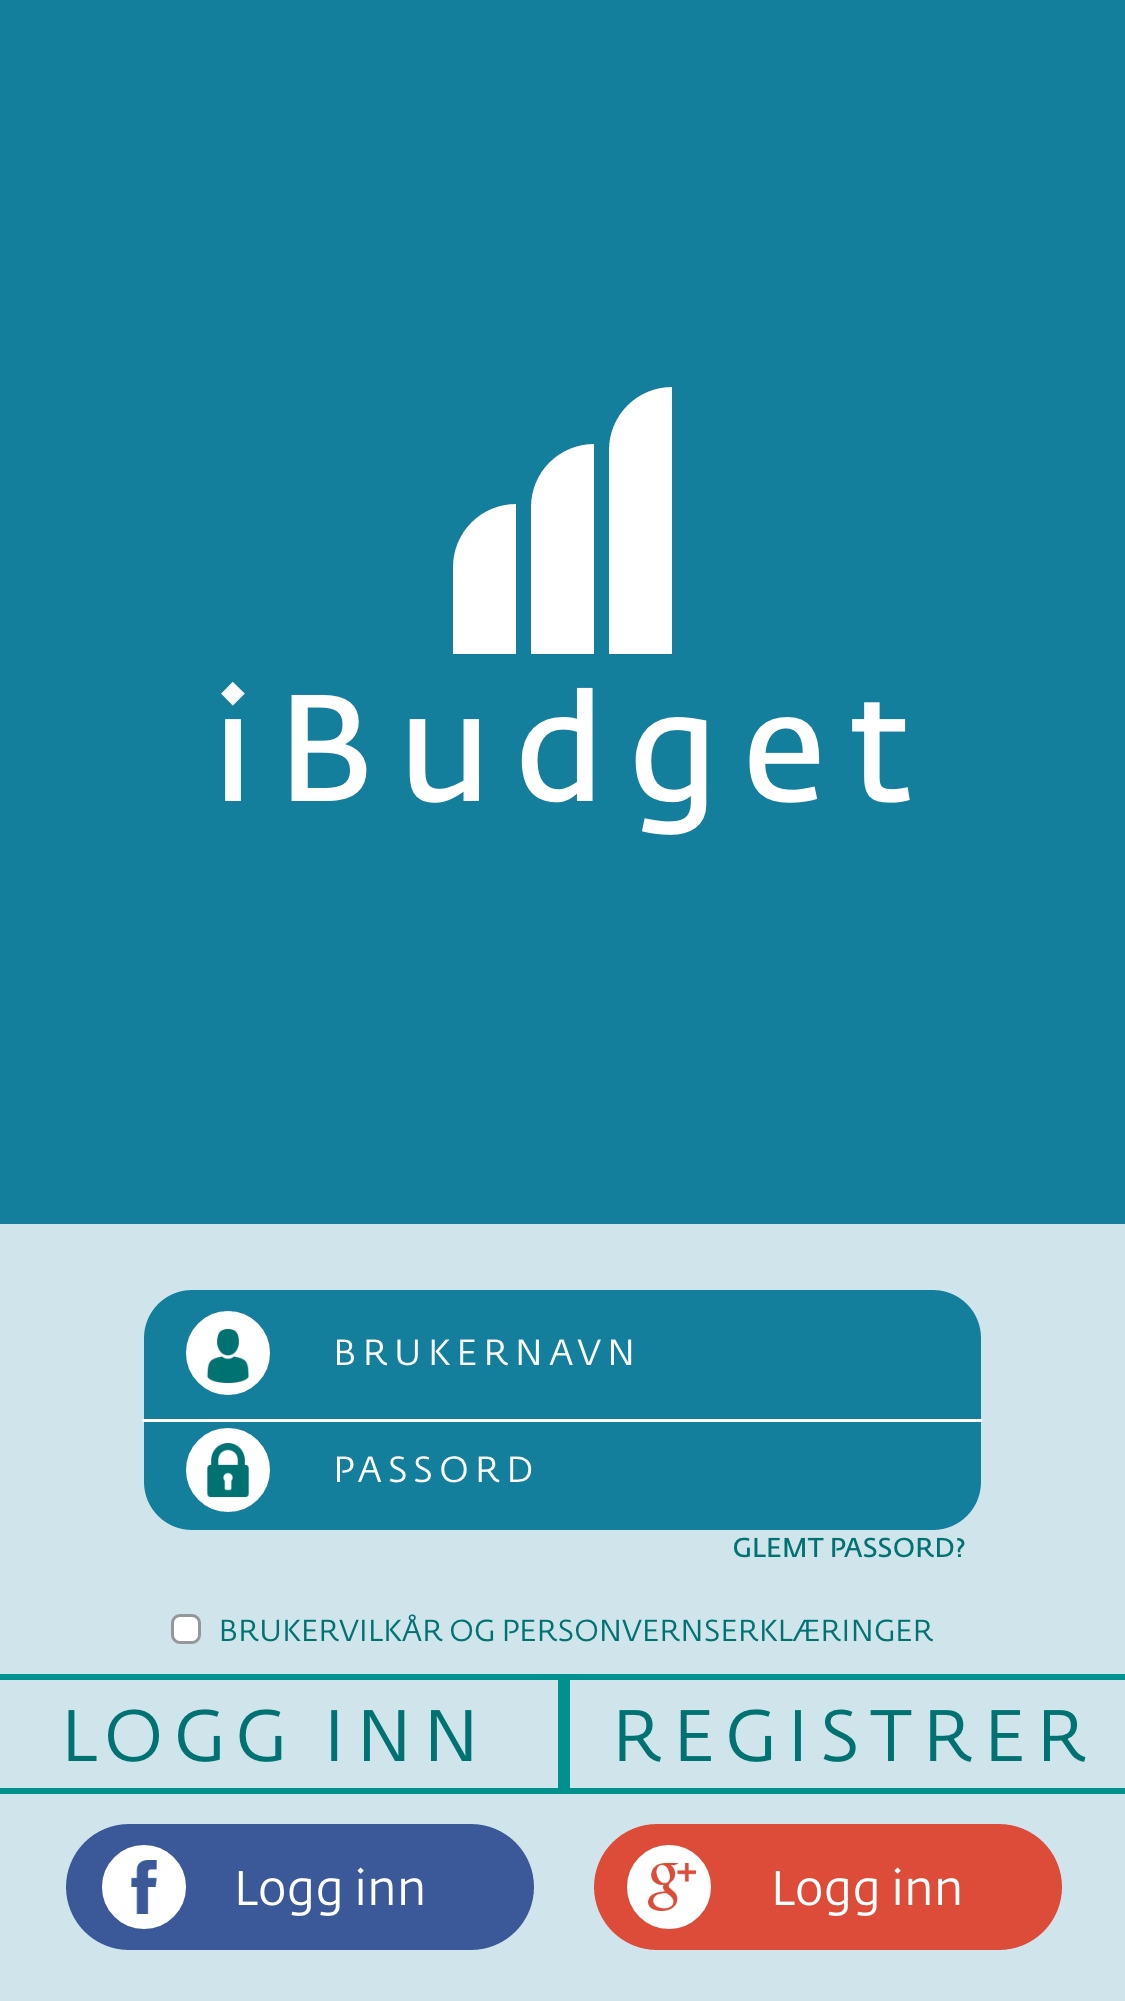 iBudget
BRUKERNAVN
PASSORD
GLEMT PASSORD?
BRUKERVILKÅR OG PERSONVERNSERKLÆRINGER
LOGG INN
REGISTRER
f Logg inn
g+ Logg inn